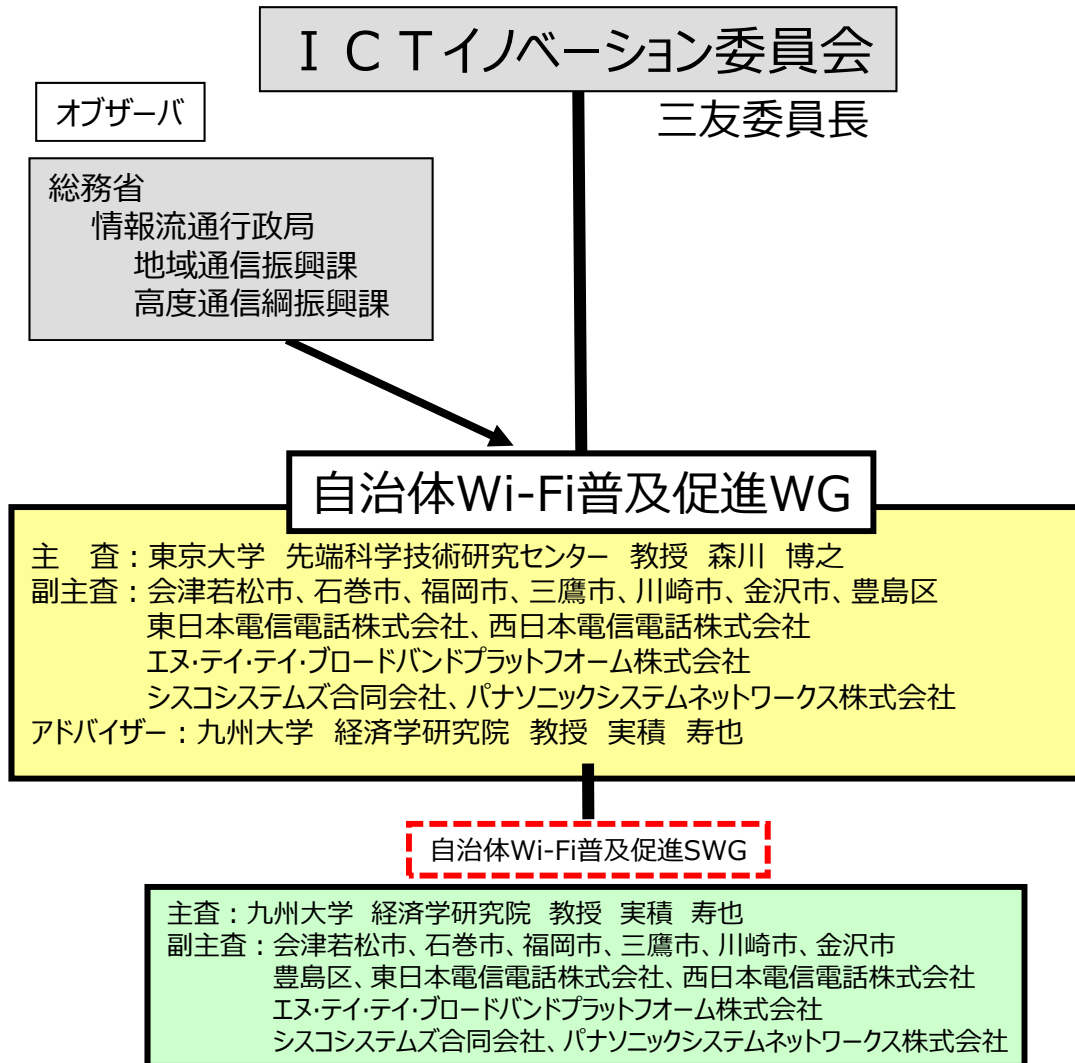 ＩＣＴイノベーション委員会
三友委員長
オブザーバ
総務省
情報流通行政局
地域通信振興課
高度通信綱振興課
自治体Wi-Fi普及促進WG
主　査：東京大学　先端科学技術研究センター　教授　森川　博之
副主査：会津若松市、石巻市、福岡市、三鷹市、川崎市、金沢市、豊島区
東日本電信電話株式会社、西日本電信電話株式会社
エヌ･テイ･テイ･ブロードバンドプラットフオーム株式会社
シスコシステムズ合同会社、パナソニックシステムネットワークス株式会社
アドバイザー：九州大学　経済学研究院　教授　実積　寿也
自治体Wi-Fi普及促進SWG
主査：九州大学　経済学研究院　教授　実積　寿也
副主査：会津若松市、石巻市、福岡市、三鷹市、川崎市、金沢市
豊島区、東日本電信電話株式会社、西日本電信電話株式会社
エヌ･テイ･テイ･ブロードバンドプラットフオーム株式会社
シスコシステムズ合同会社、パナソニックシステムネットワークス株式会社